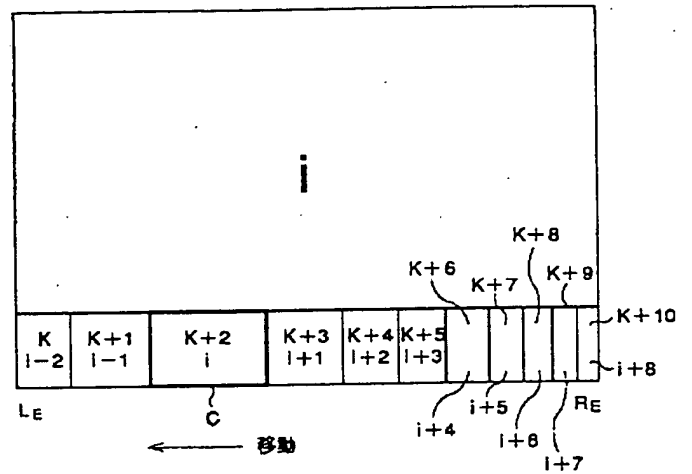 i
K+8
K+6
K+7
K+9
K+10
K
i-2
K+1
i-1
K+2
i
K+3
i+1
K+4
i+2
K+5
i+3
i+8
LE
C
i+4
i+5
i+6
i+7
RE
移動